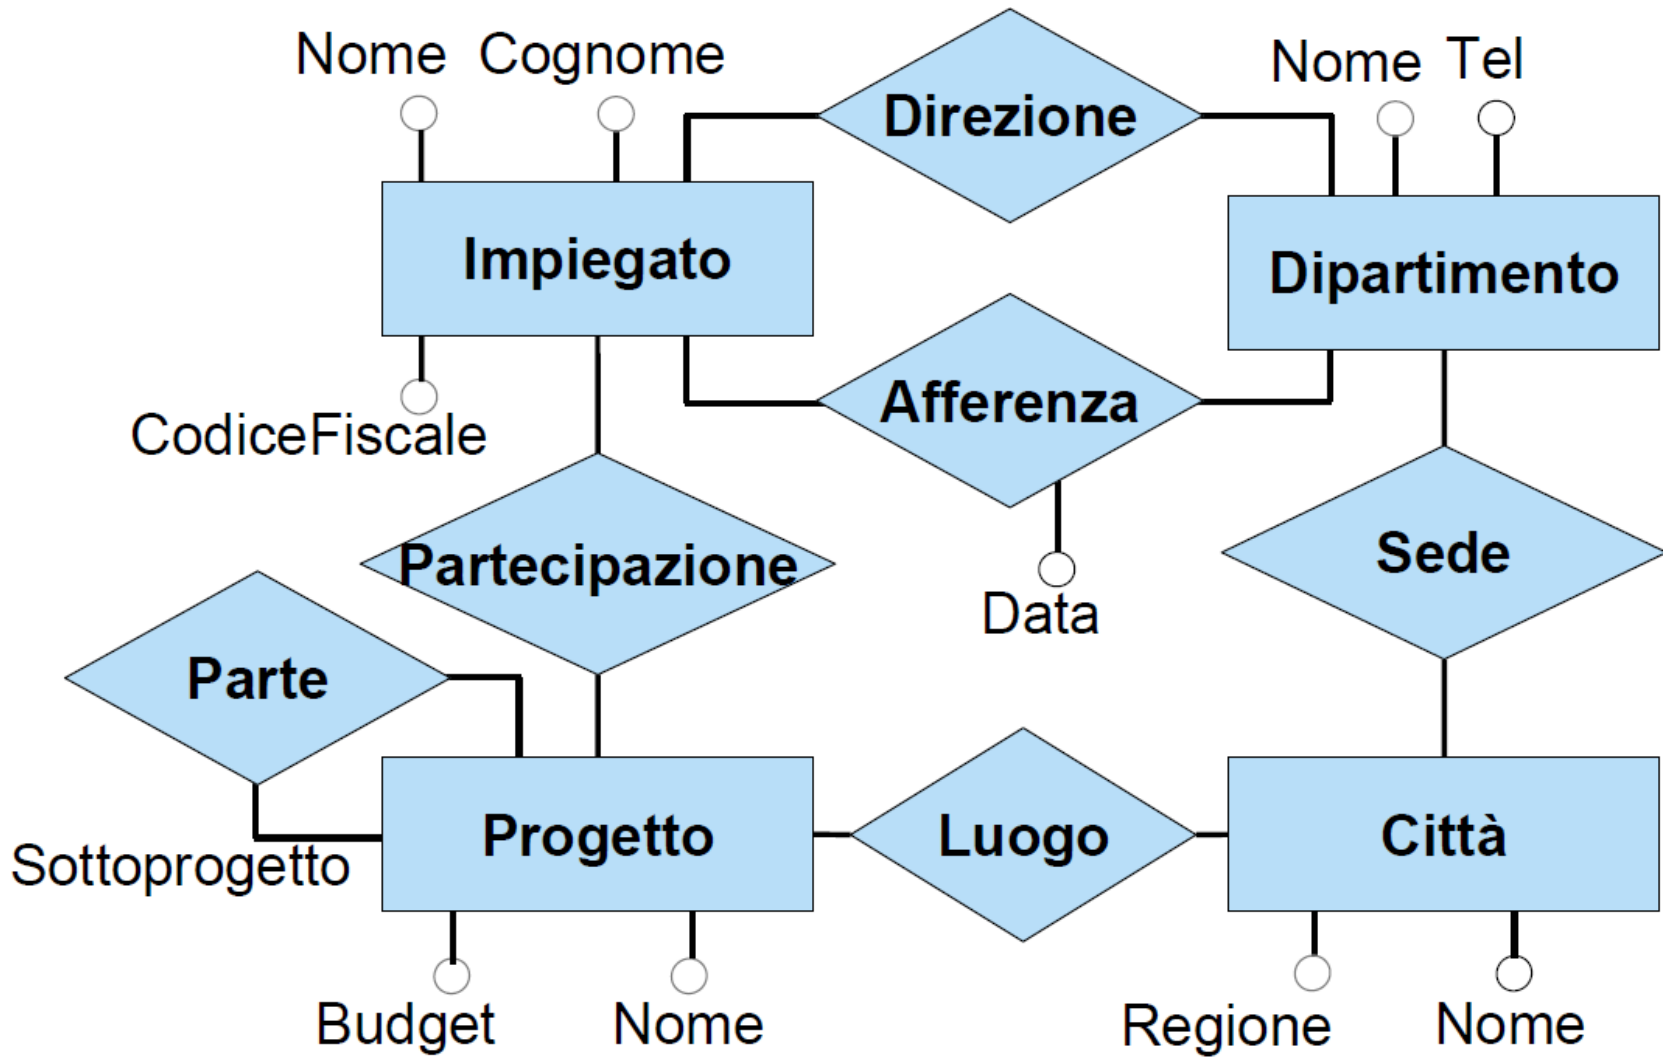 Nome
Cognome
Nome
Tel
Direzione
Impiegato
Dipartimento
Afferenza
CodiceFiscale
Partecipazione
Sede
Data
Parte
Progetto
Luogo
Città
Sottoprogetto
Budget
Nome
Regione
Nome